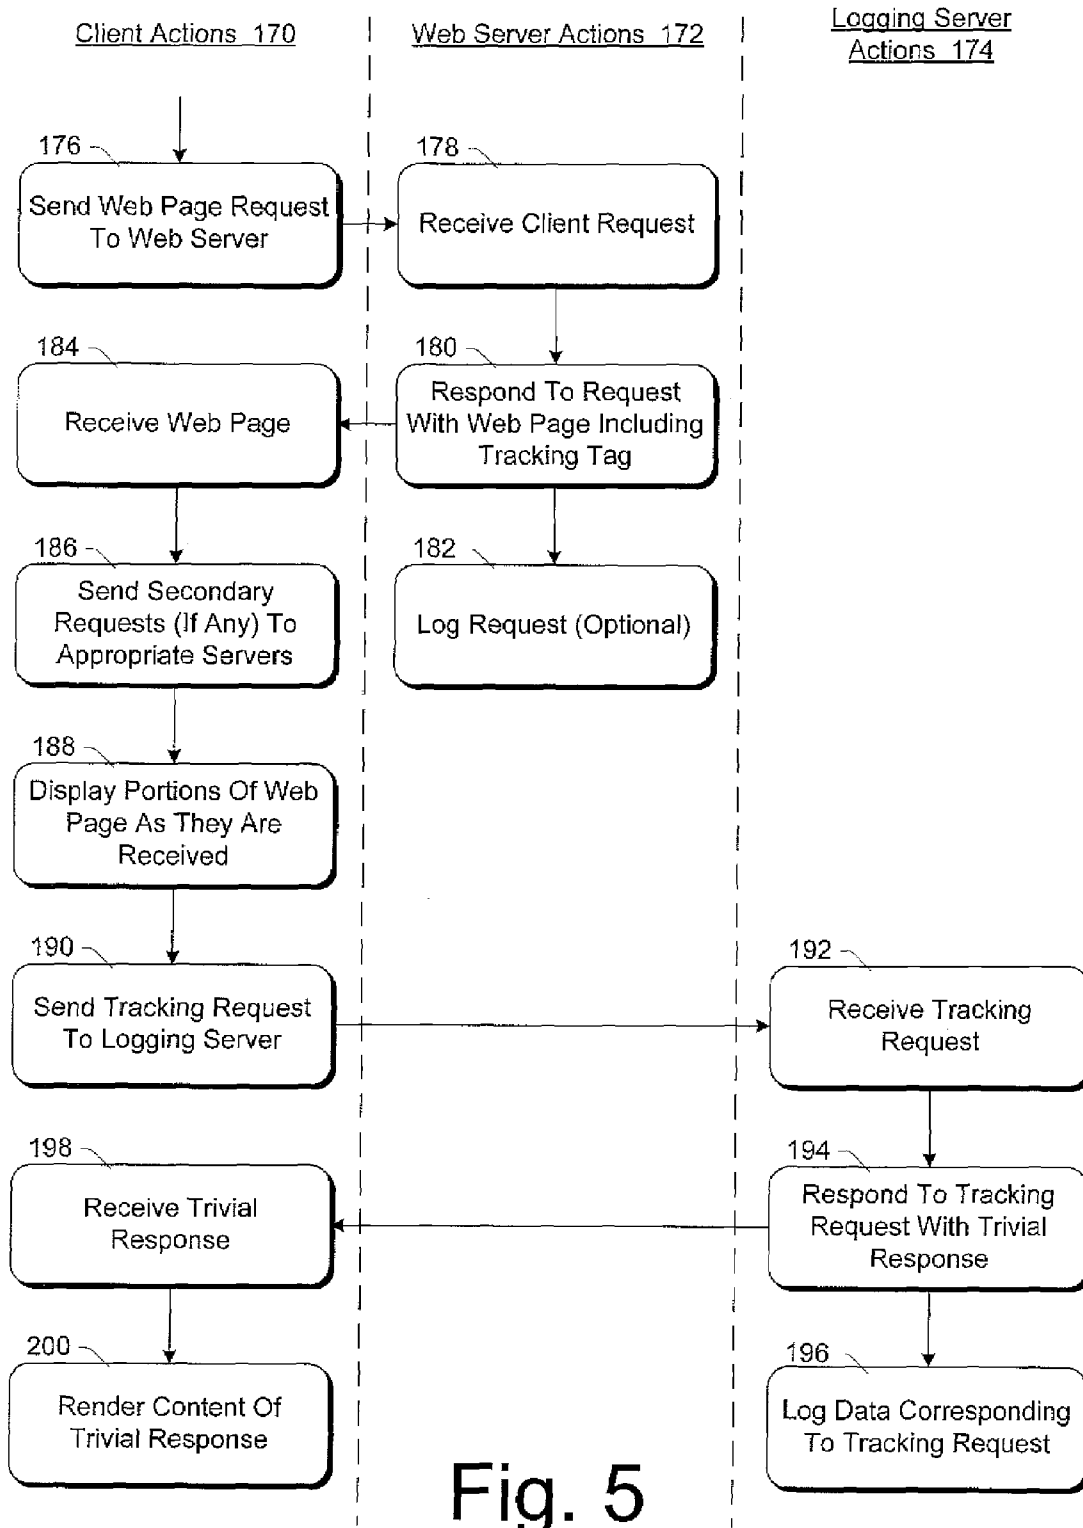 Client Actions 170
Web Server Actions 172
Logging Server
Actions 174
176
Send Web Page Request
To Web Server
178
Receive Client Request
184
Receive Web Page
180
Respond To Request
With Web Page Including
Tracking Tag
186
Send Secondary
Requests (If Any) To
Appropriate Servers
182
Log Request (Optional)
188
Display Portions Of Web
Page As They Are
Received
190
Send Tracking Request
To Logging Server
192
Receive Tracking
Request
198
Receive Trivial
Response
194
Respond To Tracking
Request With Trivial
Response
200
Render Content Of
Trivial Response
196
Log Data Corresponding
To Tracking Request
Fig. 5